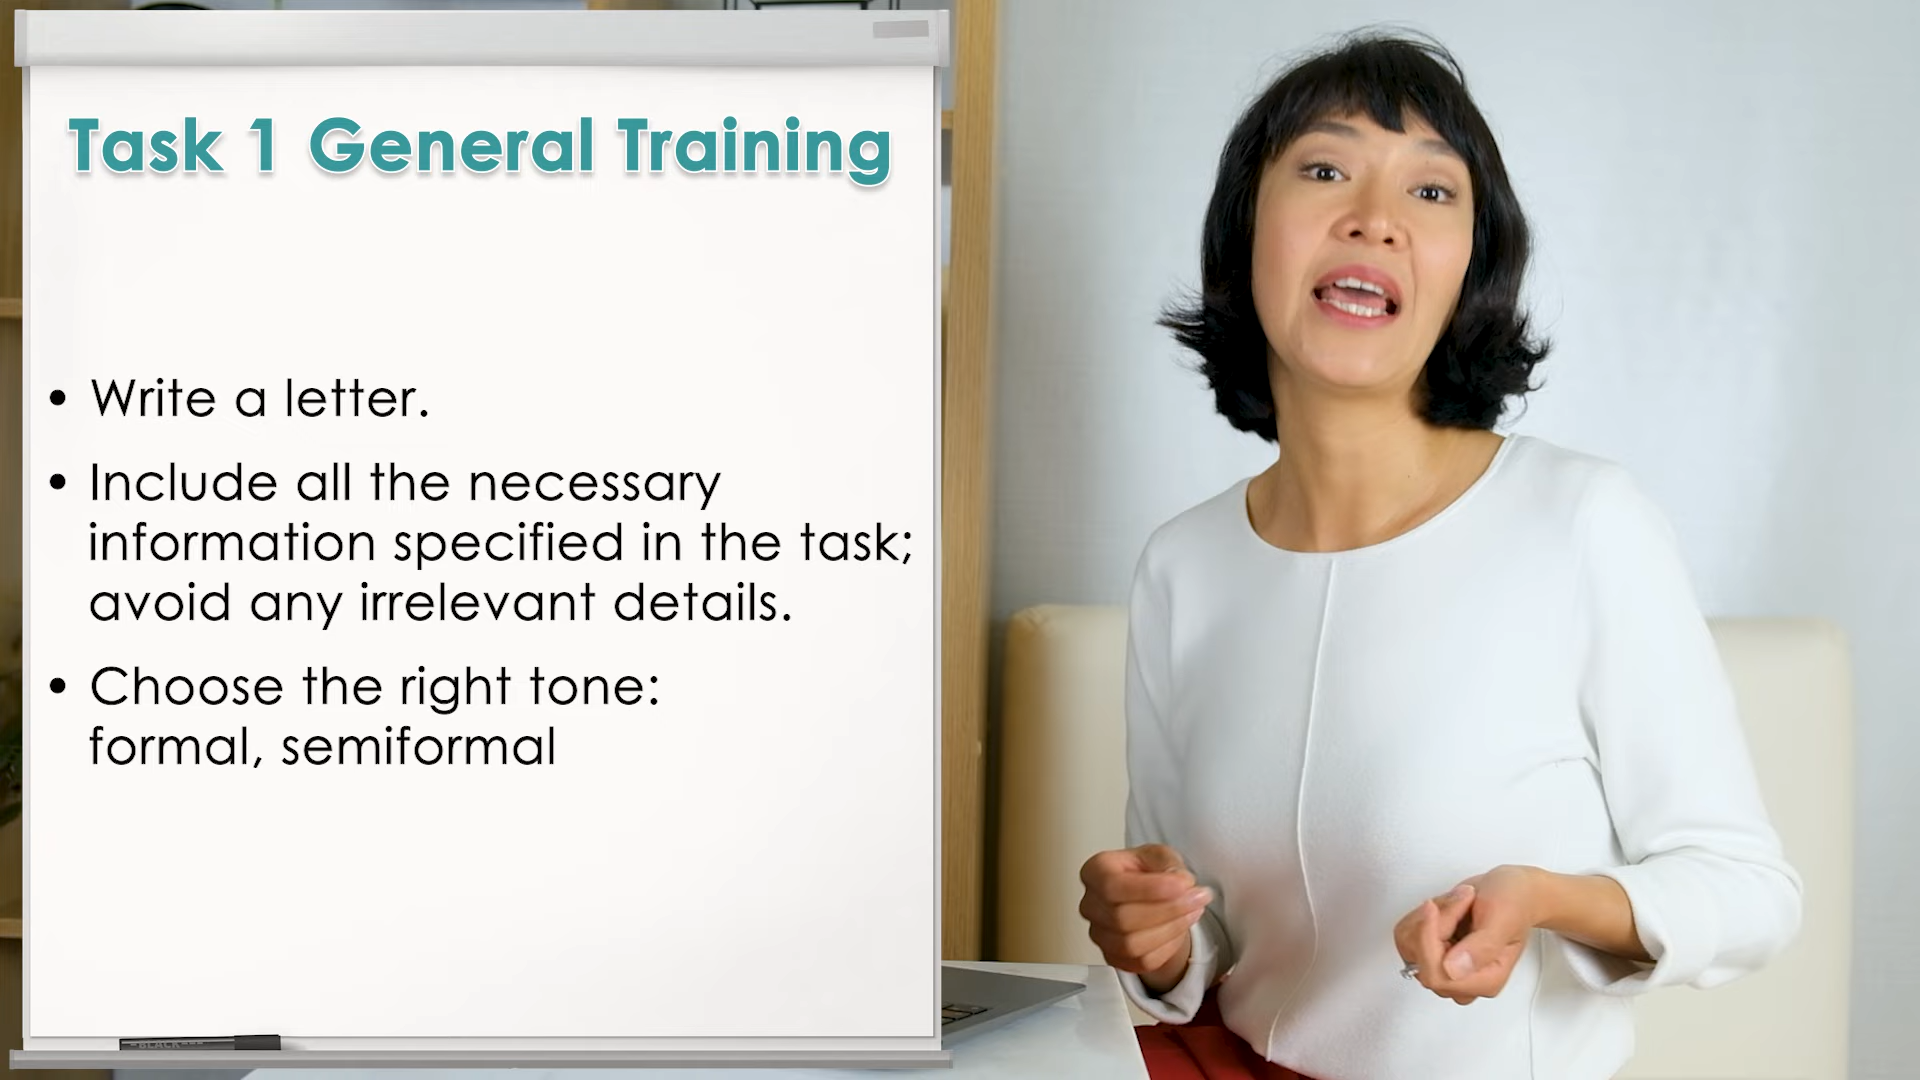 Task 1 General Training
• Write a letter.
• Include all the necessary
information specified in the task;
avoid any irrelevant details.
• Choose the right tone:
formal, semiformal
BLACK